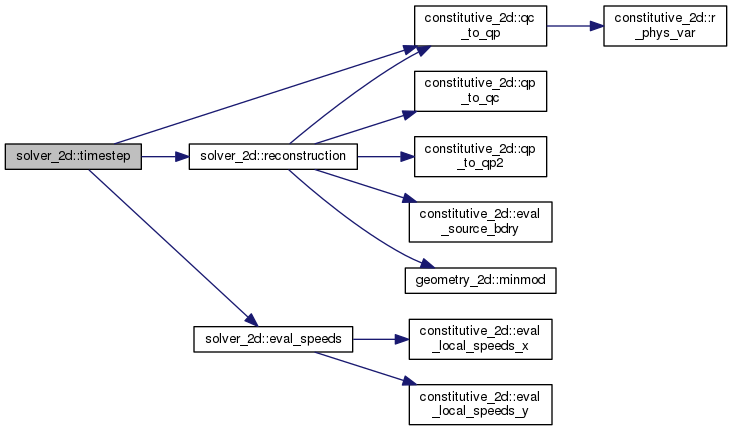 solver_2d::timestep
solver_2d::reconstruction
solver_2d::eval_speeds
constitutive_2d::qc
_to_qp
constitutive_2d::r
_phys_var
constitutive_2d::qp
_to_qc
constitutive_2d::qp
_to_qp2
constitutive_2d::eval
_source_bdry
geometry_2d::minmod
constitutive_2d::eval
_local_speeds_x
constitutive_2d::eval
_local_speeds_y